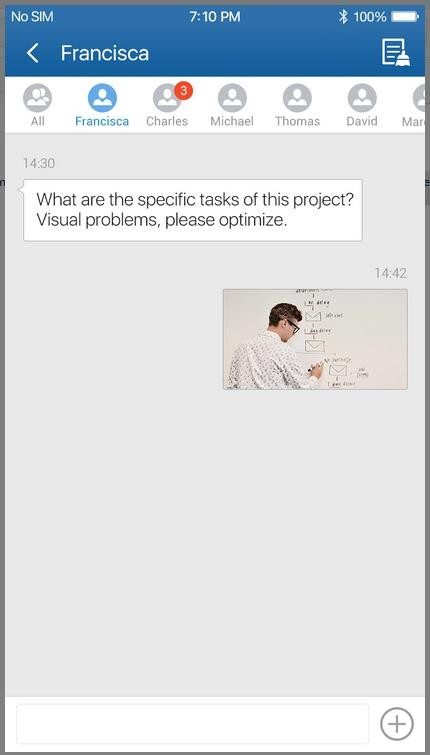 No SIM 7:10 PM 100%
Francisca
3
All Francisca Charles Michael Thomas David Mar
14:30
What are the specific tasks of this project?
Visual problems, please optimize.
14:42